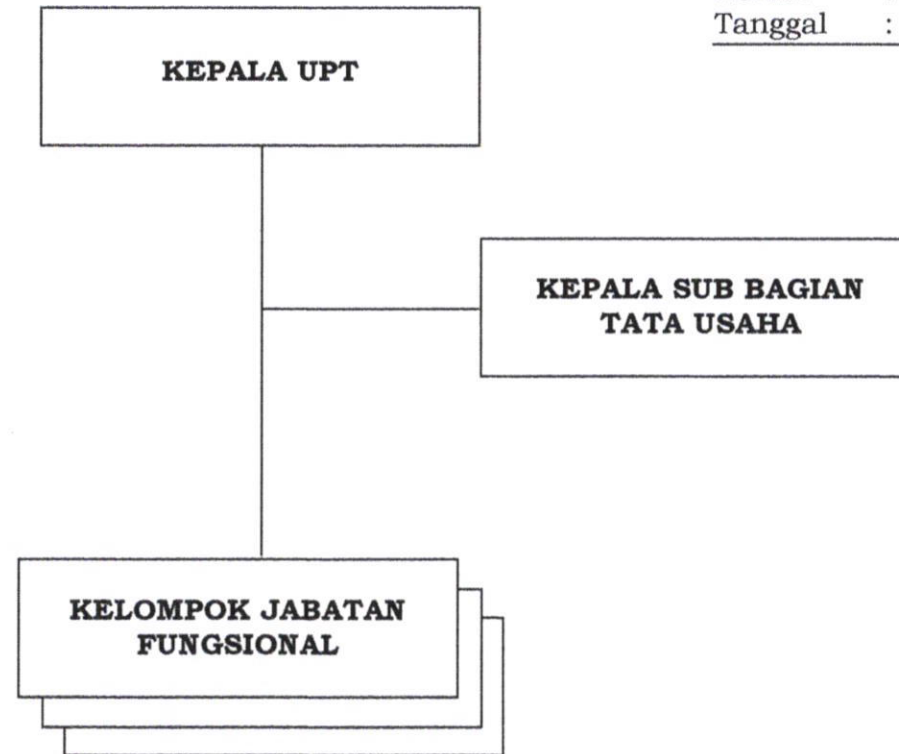 Tanggal :
KEPALA UPT
KEPALA SUB BAGIAN
TATA USAHA
KELOMPOK JABATAN
FUNGSIONAL